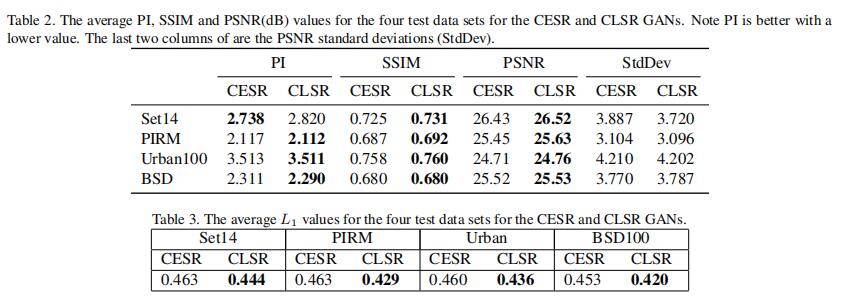 Table 2. The average PI, SSIM and PSNR(dB) values for the four test data sets for the CESR and CLSR GANs. Note PI is better with a
lower value. The last two columns of are the PSNR standard deviations (StdDev).
PI SSIM PSNR StdDev
CESR CLSR CESR CLSR CESR CLSR CESR CLSR
Set14 2.738 2.820 0.725 0.731 26.43 26.52 3.887 3.720
PIRM 2.117 2.112 0.687 0.692 25.45 25.63 3.104 3.096
Urban100 3.513 3.511 0.758 0.760 24.71 24.76 4.210 4.202
BSD 2.311 2.290 0.680 0.680 25.52 25.53 3.770 3.787
Table 3. The average L1 values for the four test data sets for the CESR and CLSR GANs.
Set14 PIRM Urban BSD100
CESR CLSR CESR CLSR CESR CLSR CESR CLSR
0.463 0.444 0.463 0.429 0.460 0.436 0.453 0.420